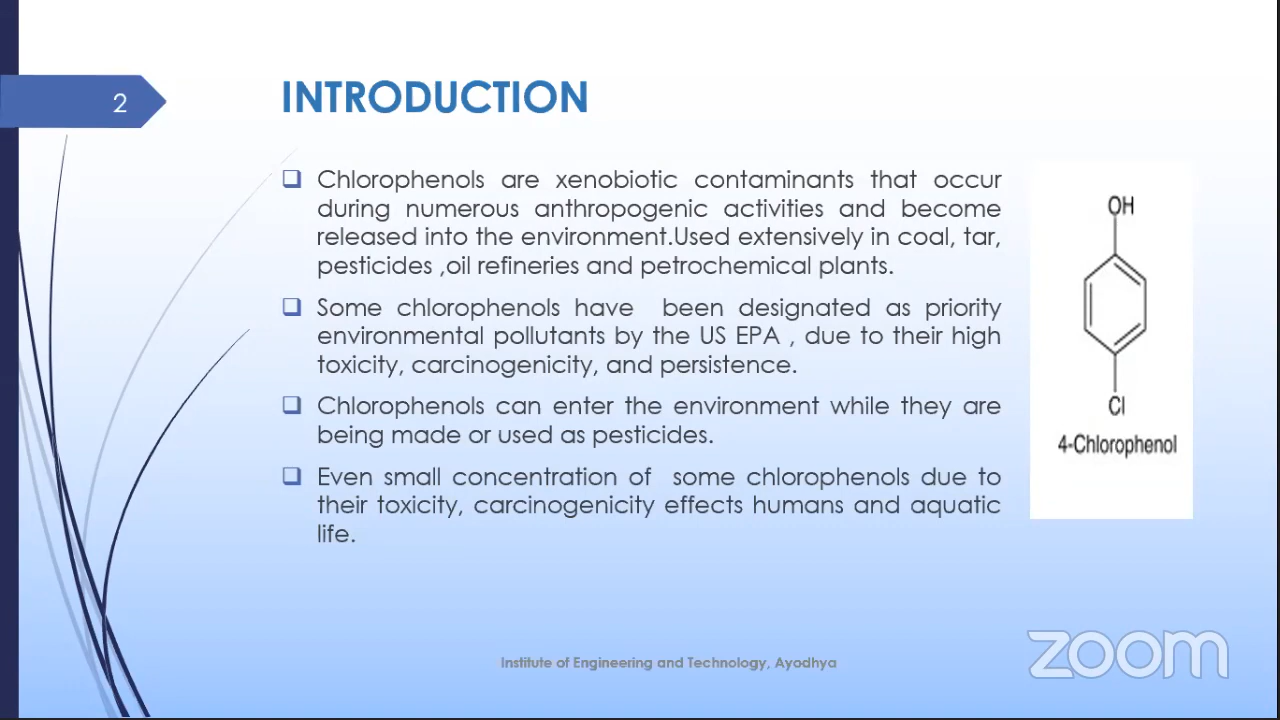 2
INTRODUCTION
❑ Chlorophenols are xenobiotic contaminants that occur
during numerous anthropogenic activities and become
released into the environment.Used extensively in coal, tar,
pesticides ,oil refineries and petrochemical plants.
❑ Some chlorophenols have been designated as priority
environmental pollutants by the US EPA , due to their high
toxicity, carcinogenicity, and persistence.
❑ Chlorophenols can enter the environment while they are
being made or used as pesticides.
❑ Even small concentration of some chlorophenols due to
their toxicity, carcinogenicity effects humans and aquatic
life.
OH
Cl
4-Chlorophenol
Institute of Engineering and Technology, Ayodhya
zoom